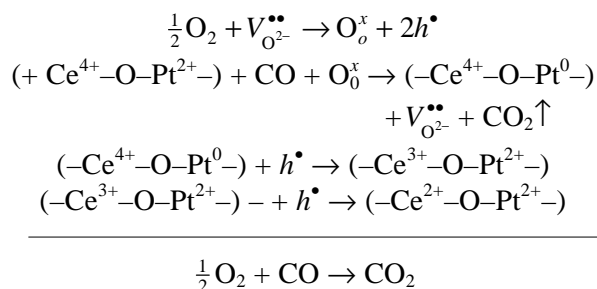 ½O₂ + V_{O²⁻}^{••} → O_o^x + 2h^•
(+ Ce⁴⁺–O–Pt²⁺–) + CO + O_0^x → (–Ce⁴⁺–O–Pt⁰–)
+ V_{O²⁻}^{••} + CO₂↑
(–Ce⁴⁺–O–Pt⁰–) + h^• → (–Ce³⁺–O–Pt²⁺–)
(–Ce³⁺–O–Pt²⁺–) – + h^• → (–Ce²⁺–O–Pt²⁺–)
½O₂ + CO → CO₂